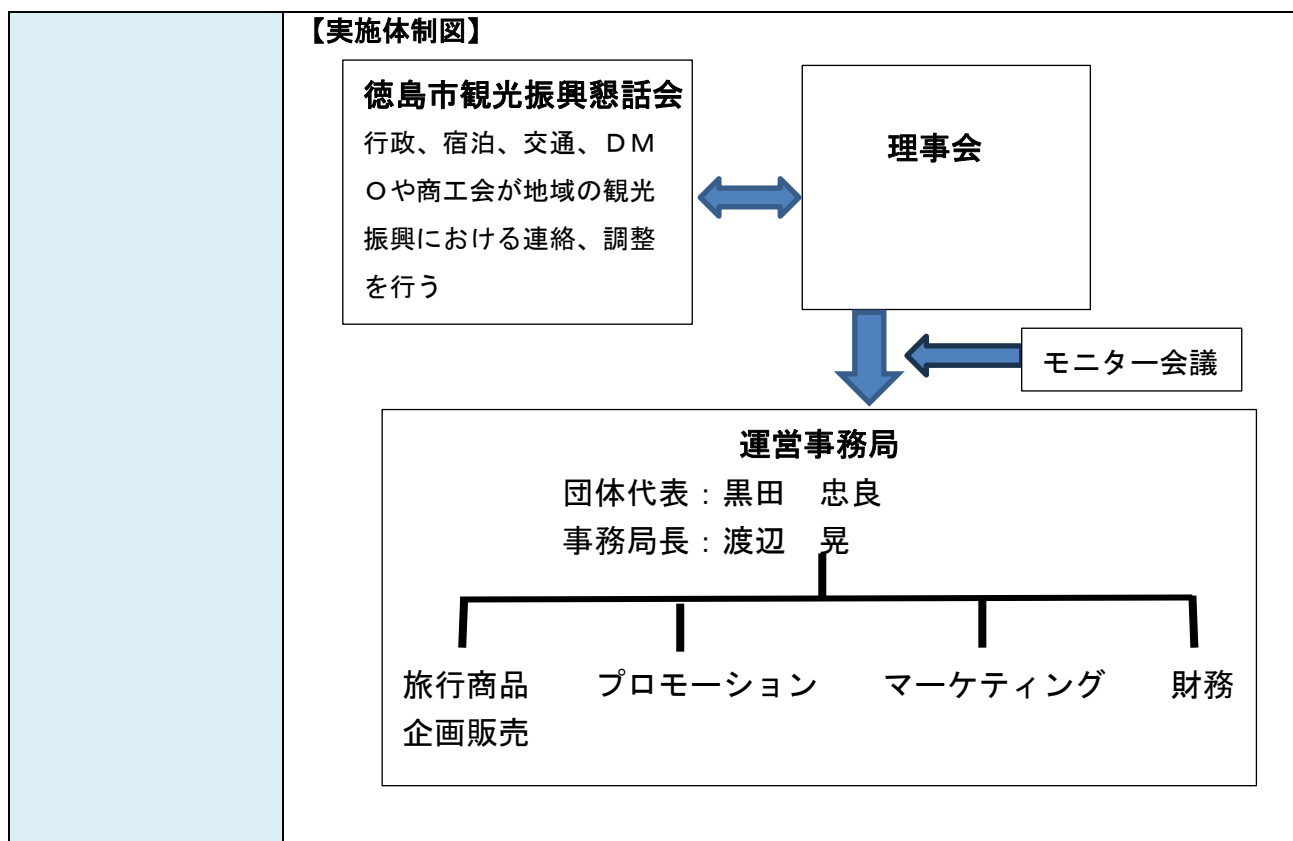 【実施体制図】
徳島市観光振興懇話会
行政、宿泊、交通、ＤＭ
Ｏや商工会が地域の観光
振興における連絡、調整
を行う
理事会
モニター会議
運営事務局
団体代表：黒田　忠良
事務局長：渡辺　晃
旅行商品
企画販売
プロモーション
マーケティング
財務